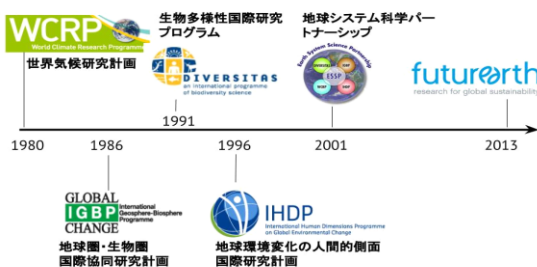 WCRP
World Climate Research Programme
世界気候研究計画
生物多様性国際研究
プログラム
DIVERSITAS
an international programme
of biodiversity science
地球システム科学パー
トナーシップ
Earth System Science Partnership
ESSP
futurearth
research for global sustainability
1980
1986
1991
1996
2001
2013
GLOBAL
IGBP
CHANGE
International
Geosphere-Biosphere
Programme
地球圏・生物圏
国際協同研究計画
IHDP
International Human Dimensions Programme
on Global Environmental Change
地球環境変化の人間的側面
国際研究計画